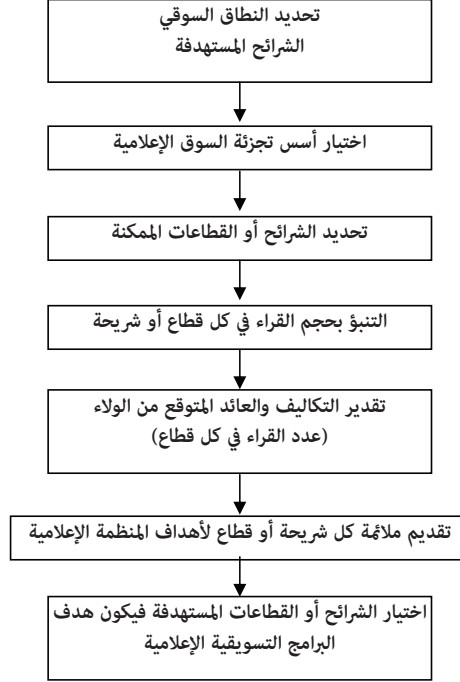 تحديد النطاق السوقي
الشرائح المستهدفة
اختيار أسس تجزئة السوق الإعلامية
تحديد الشرائح أو القطاعات الممكنة
التنبؤ بحجم القراء في كل قطاع أو شريحة
تقدير التكاليف والعائد المتوقع من الولاء
(عدد القراء في كل قطاع)
تقديم ملائمة كل شريحة أو قطاع لأهداف المنظمة الإعلامية
اختيار الشرائح أو القطاعات المستهدفة فيكون هدف
البرامج التسويقية الإعلامية